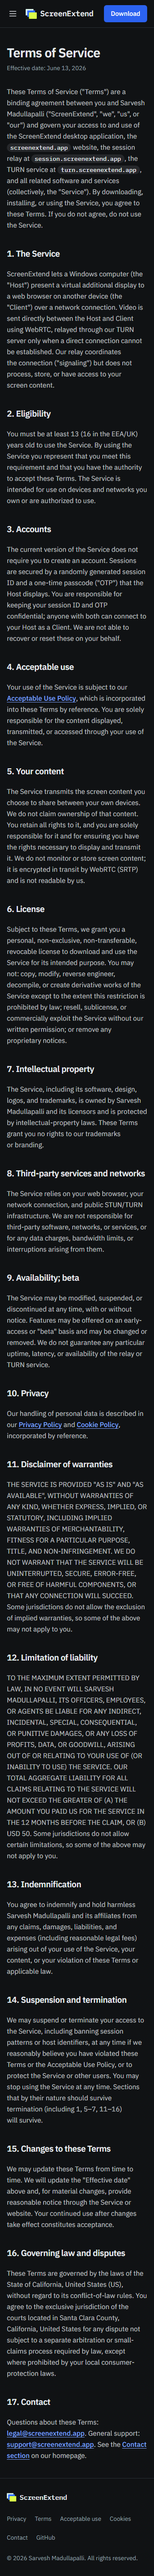 ScreenExtend
Download
Terms of Service
Effective date: June 13, 2026
These Terms of Service ("Terms") are a
binding agreement between you and Sarvesh
Madullapalli ("ScreenExtend", "we", "us", or
"our") and govern your access to and use of
the ScreenExtend desktop application, the
screenextend.app website, the session
relay at session.screenextend.app, the
TURN service at turn.screenextend.app,
and all related software and services
(collectively, the "Service"). By downloading,
installing, or using the Service, you agree to
these Terms. If you do not agree, do not use
the Service.
1. The Service
ScreenExtend lets a Windows computer (the
"Host") present a virtual additional display to
a web browser on another device (the
"Client") over a network connection. Video is
sent directly between the Host and Client
using WebRTC, relayed through our TURN
server only when a direct connection cannot
be established. Our relay coordinates
the connection ("signaling") but does not
process, store, or have access to your
screen content.
2. Eligibility
You must be at least 13 (16 in the EEA/UK)
years old to use the Service. By using the
Service you represent that you meet this
requirement and that you have the authority
to accept these Terms. The Service is
intended for use on devices and networks you
own or are authorized to use.
3. Accounts
The current version of the Service does not
require you to create an account. Sessions
are secured by a randomly generated session
ID and a one-time passcode ("OTP") that the
Host displays. You are responsible for
keeping your session ID and OTP
confidential; anyone with both can connect to
your Host as a Client. We are not able to
recover or reset these on your behalf.
4. Acceptable use
Your use of the Service is subject to our
Acceptable Use Policy, which is incorporated
into these Terms by reference. You are solely
responsible for the content displayed,
transmitted, or accessed through your use of
the Service.
5. Your content
The Service transmits the screen content you
choose to share between your own devices.
We do not claim ownership of that content.
You retain all rights to it, and you are solely
responsible for it and for ensuring you have
the rights necessary to display and transmit
it. We do not monitor or store screen content;
it is encrypted in transit by WebRTC (SRTP)
and is not readable by us.
6. License
Subject to these Terms, we grant you a
personal, non-exclusive, non-transferable,
revocable license to download and use the
Service for its intended purpose. You may
not: copy, modify, reverse engineer,
decompile, or create derivative works of the
Service except to the extent this restriction is
prohibited by law; resell, sublicense, or
commercially exploit the Service without our
written permission; or remove any
proprietary notices.
7. Intellectual property
The Service, including its software, design,
logos, and trademarks, is owned by Sarvesh
Madullapalli and its licensors and is protected
by intellectual-property laws. These Terms
grant you no rights to our trademarks
or branding.
8. Third-party services and networks
The Service relies on your web browser, your
network connection, and public STUN/TURN
infrastructure. We are not responsible for
third-party software, networks, or services, or
for any data charges, bandwidth limits, or
interruptions arising from them.
9. Availability; beta
The Service may be modified, suspended, or
discontinued at any time, with or without
notice. Features may be offered on an early-
access or "beta" basis and may be changed or
removed. We do not guarantee any particular
uptime, latency, or availability of the relay or
TURN service.
10. Privacy
Our handling of personal data is described in
our Privacy Policy and Cookie Policy,
incorporated by reference.
11. Disclaimer of warranties
THE SERVICE IS PROVIDED "AS IS" AND "AS
AVAILABLE", WITHOUT WARRANTIES OF
ANY KIND, WHETHER EXPRESS, IMPLIED, OR
STATUTORY, INCLUDING IMPLIED
WARRANTIES OF MERCHANTABILITY,
FITNESS FOR A PARTICULAR PURPOSE,
TITLE, AND NON-INFRINGEMENT. WE DO
NOT WARRANT THAT THE SERVICE WILL BE
UNINTERRUPTED, SECURE, ERROR-FREE,
OR FREE OF HARMFUL COMPONENTS, OR
THAT ANY CONNECTION WILL SUCCEED.
Some jurisdictions do not allow the exclusion
of implied warranties, so some of the above
may not apply to you.
12. Limitation of liability
TO THE MAXIMUM EXTENT PERMITTED BY
LAW, IN NO EVENT WILL SARVESH
MADULLAPALLI, ITS OFFICERS, EMPLOYEES,
OR AGENTS BE LIABLE FOR ANY INDIRECT,
INCIDENTAL, SPECIAL, CONSEQUENTIAL,
OR PUNITIVE DAMAGES, OR ANY LOSS OF
PROFITS, DATA, OR GOODWILL, ARISING
OUT OF OR RELATING TO YOUR USE OF (OR
INABILITY TO USE) THE SERVICE. OUR
TOTAL AGGREGATE LIABILITY FOR ALL
CLAIMS RELATING TO THE SERVICE WILL
NOT EXCEED THE GREATER OF (A) THE
AMOUNT YOU PAID US FOR THE SERVICE IN
THE 12 MONTHS BEFORE THE CLAIM, OR (B)
USD 50. Some jurisdictions do not allow
certain limitations, so some of the above may
not apply to you.
13. Indemnification
You agree to indemnify and hold harmless
Sarvesh Madullapalli and its affiliates from
any claims, damages, liabilities, and
expenses (including reasonable legal fees)
arising out of your use of the Service, your
content, or your violation of these Terms or
applicable law.
14. Suspension and termination
We may suspend or terminate your access to
the Service, including banning session
patterns or host identifiers, at any time if we
reasonably believe you have violated these
Terms or the Acceptable Use Policy, or to
protect the Service or other users. You may
stop using the Service at any time. Sections
that by their nature should survive
termination (including 1, 5–7, 11–16)
will survive.
15. Changes to these Terms
We may update these Terms from time to
time. We will update the "Effective date"
above and, for material changes, provide
reasonable notice through the Service or
website. Your continued use after changes
take effect constitutes acceptance.
16. Governing law and disputes
These Terms are governed by the laws of the
State of California, United States (US),
without regard to its conflict-of-law rules. You
agree to the exclusive jurisdiction of the
courts located in Santa Clara County,
California, United States for any dispute not
subject to a separate arbitration or small-
claims process required by law, except
where prohibited by your local consumer-
protection laws.
17. Contact
Questions about these Terms:
legal@screenextend.app. General support:
support@screenextend.app. See the Contact
section on our homepage.
ScreenExtend
Privacy Terms Acceptable use Cookies
Contact GitHub
© 2026 Sarvesh Madullapalli. All rights reserved.